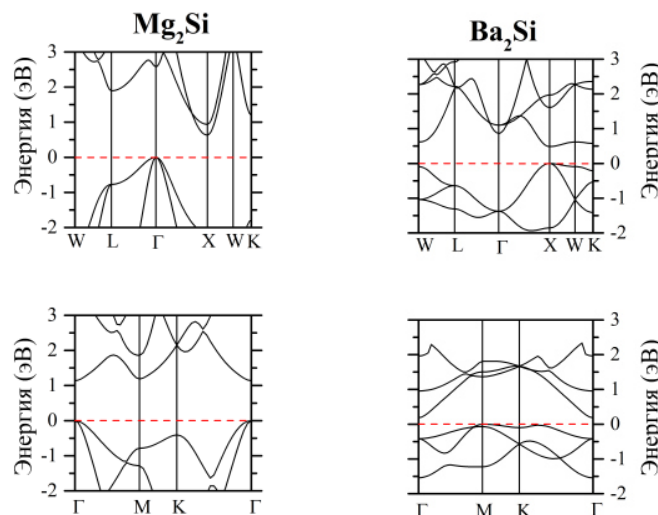 Mg₂Si
Ba₂Si
Энергия (эВ)
3
2
1
0
-1
-2
W L Γ X W K
3
2
1
0
-1
-2
Энергия (эВ)
W L Γ X W K
Энергия (эВ)
3
2
1
0
-1
-2
Γ M K Γ
3
2
1
0
-1
-2
Энергия (эВ)
Γ M K Γ